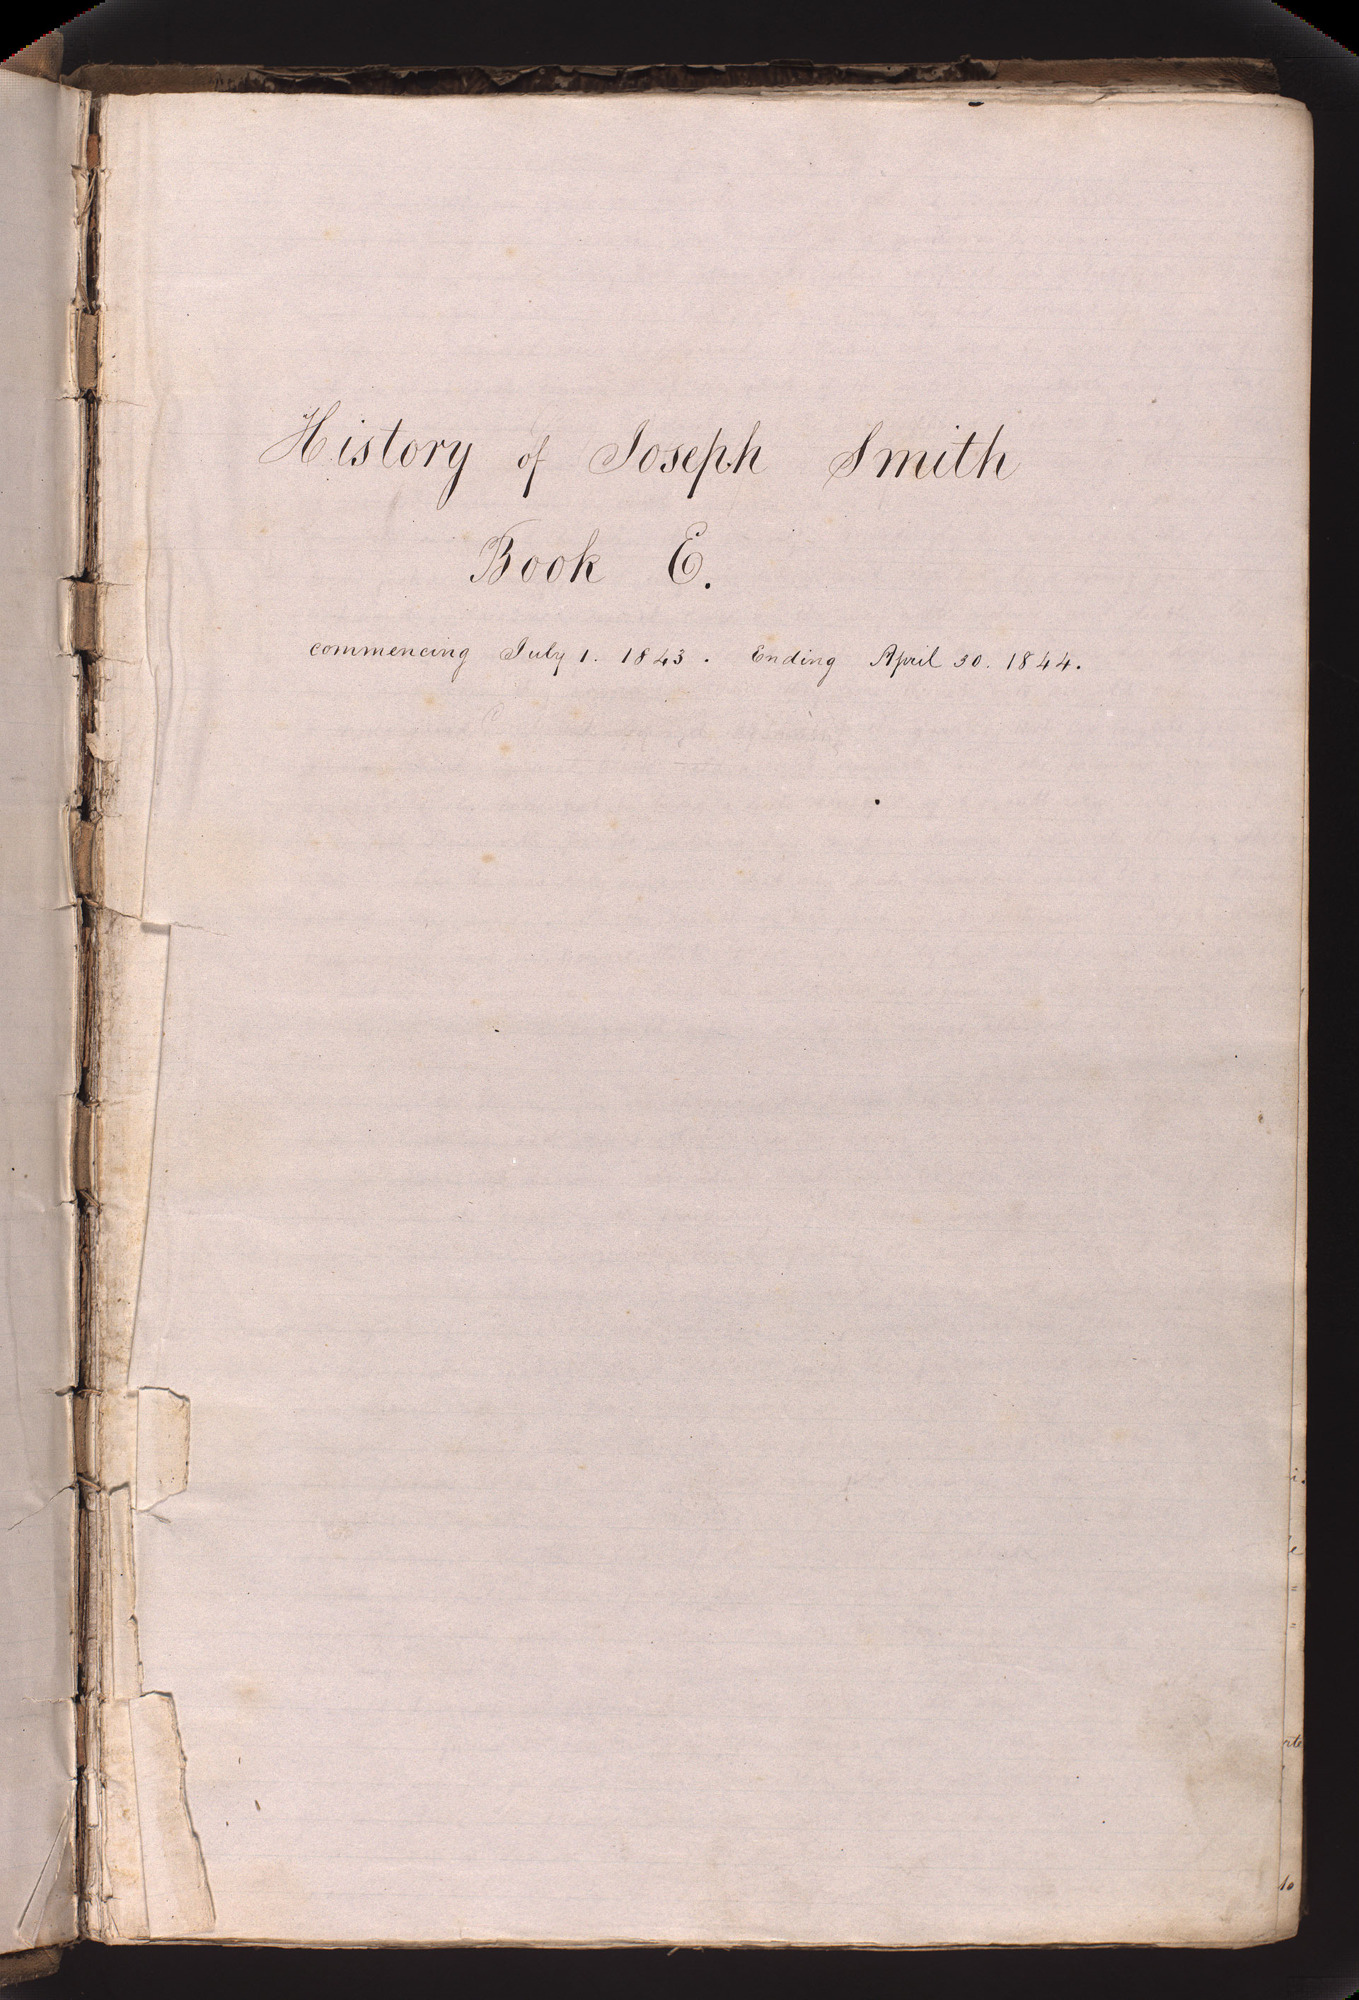 History of Joseph Smith
Book E.
commencing July 1. 1843. Ending April 30. 1844.